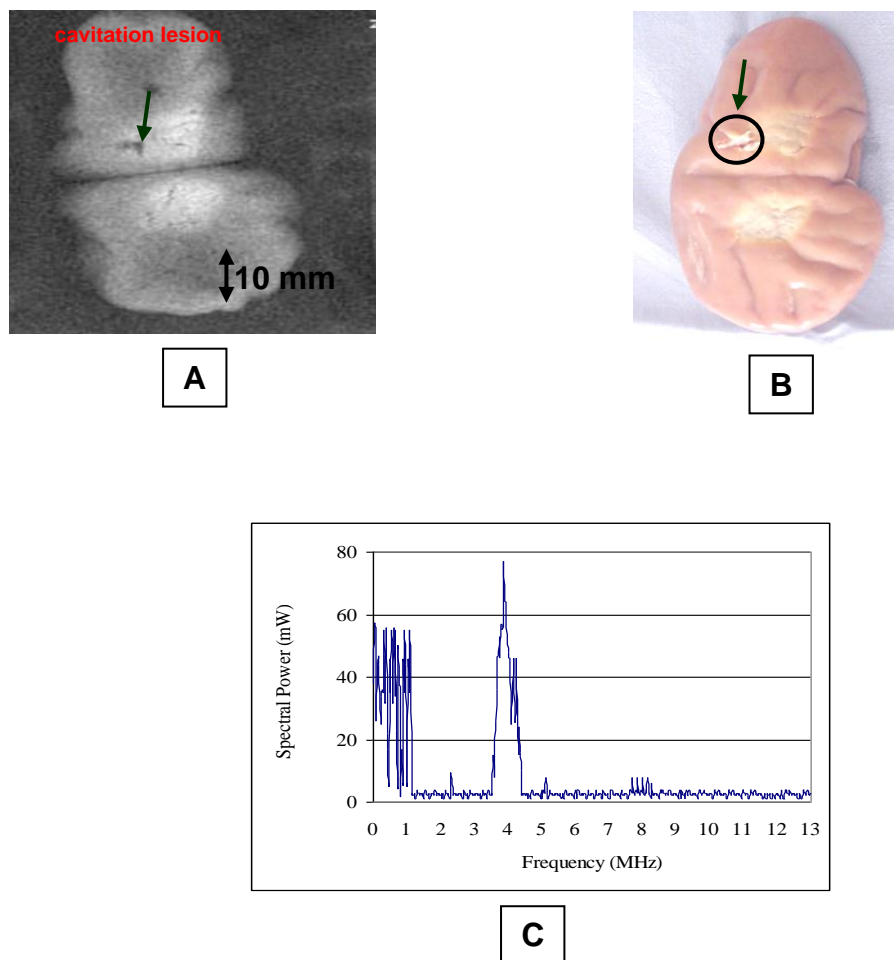 cavitation lesion
10 mm
A
B
80
60
40
20
0
Spectral Power (mW)
0 1 2 3 4 5 6 7 8 9 10 11 12 13
Frequency (MHz)
C